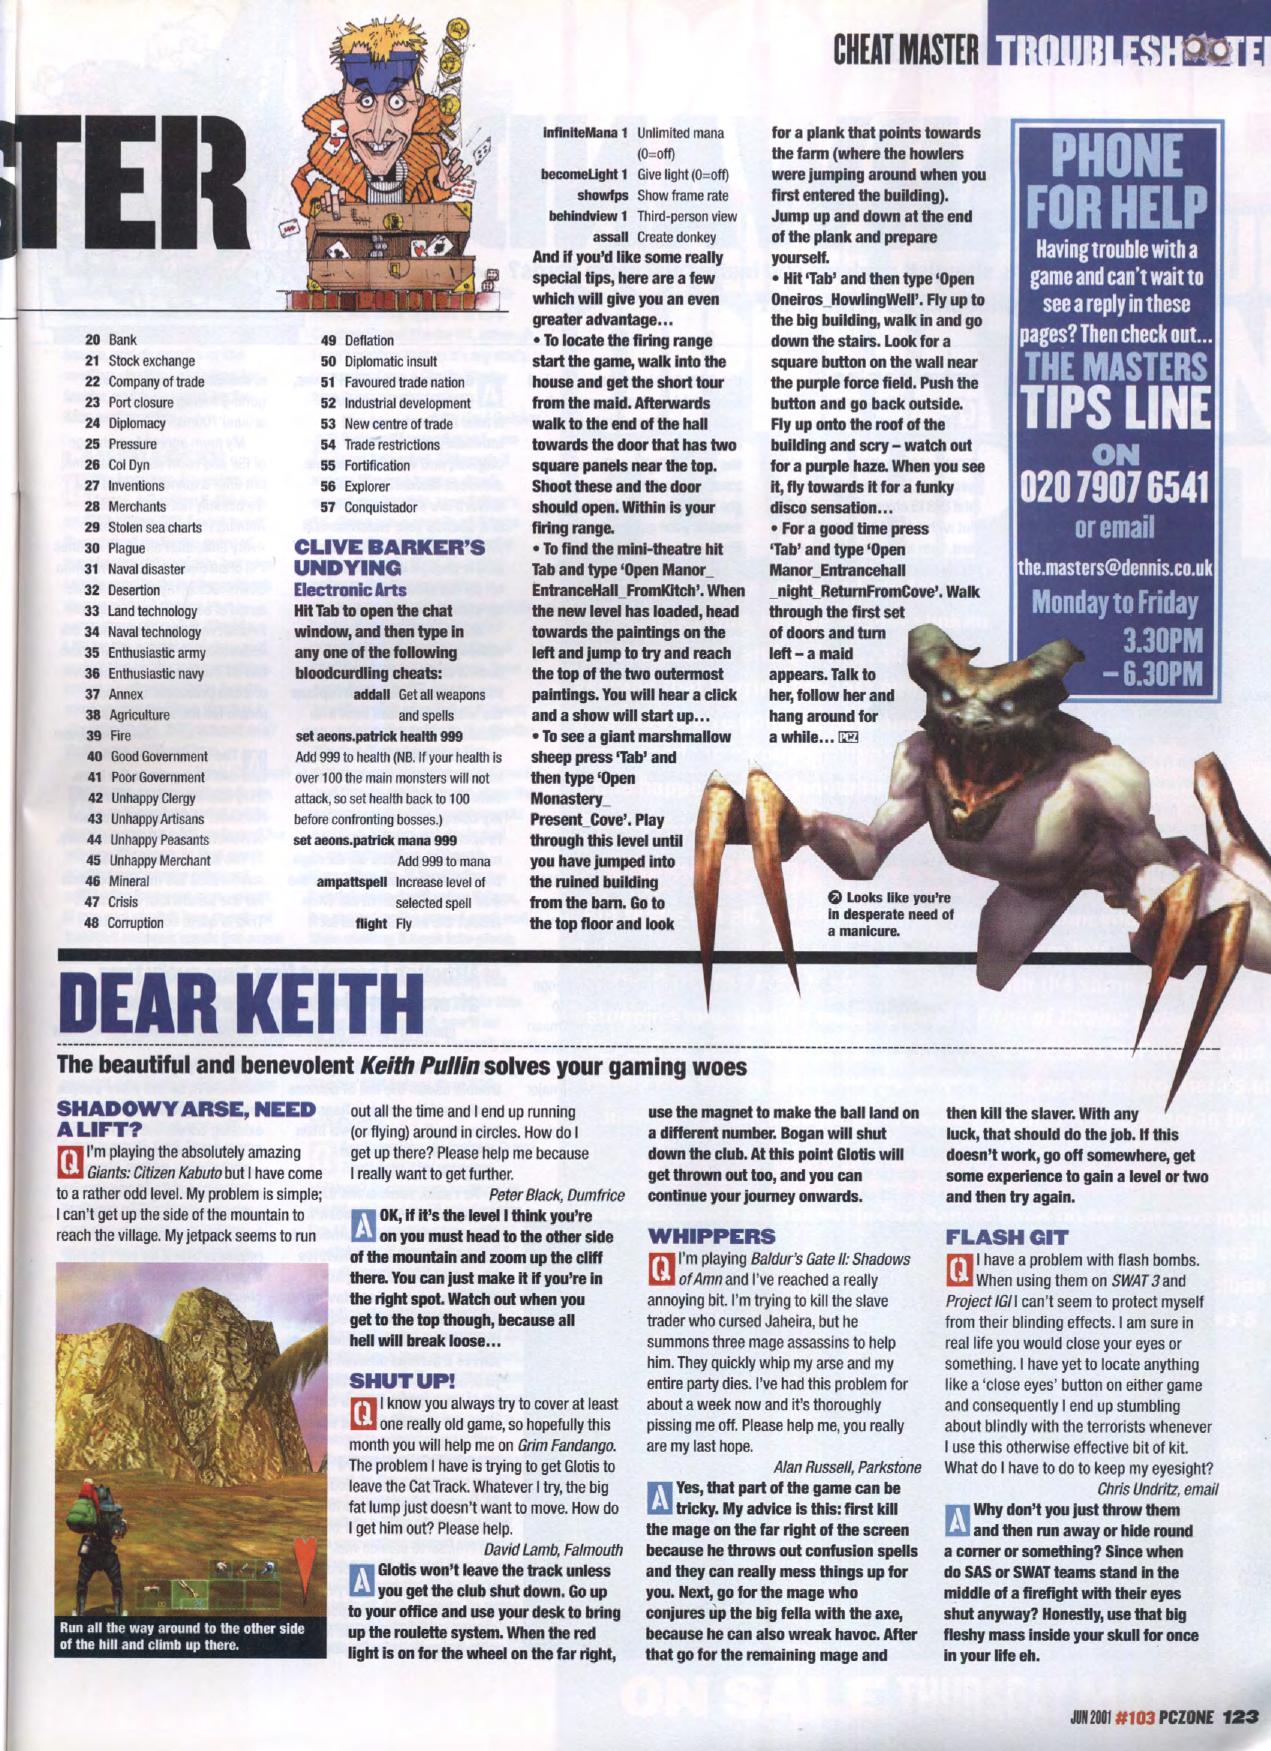 CHEAT MASTER TROUBLESHOOTE
STER
20 Bank
21 Stock exchange
22 Company of trade
23 Port closure
24 Diplomacy
25 Pressure
26 Col Dyn
27 Inventions
28 Merchants
29 Stolen sea charts
30 Plague
31 Naval disaster
32 Desertion
33 Land technology
34 Naval technology
35 Enthusiastic army
36 Enthusiastic navy
37 Annex
38 Agriculture
39 Fire
40 Good Government
41 Poor Government
42 Unhappy Clergy
43 Unhappy Artisans
44 Unhappy Peasants
45 Unhappy Merchant
46 Mineral
47 Crisis
48 Corruption
49 Deflation
50 Diplomatic insult
51 Favoured trade nation
52 Industrial development
53 New centre of trade
54 Trade restrictions
55 Fortification
56 Explorer
57 Conquistador
CLIVE BARKER'S
UNDYING
Electronic Arts
Hit Tab to open the chat
window, and then type in
any one of the following
bloodcurdling cheats:
addall Get all weapons
and spells
set aeons.patrick health 999
Add 999 to health (NB. If your health is
over 100 the main monsters will not
attack, so set health back to 100
before confronting bosses.)
set aeons.patrick mana 999
Add 999 to mana
ampattspell Increase level of
selected spell
flight Fly
infiniteMana 1 Unlimited mana
(0=off)
becomeLight 1 Give light (0=off)
showfps Show frame rate
behindview 1 Third-person view
assall Create donkey
And if you'd like some really
special tips, here are a few
which will give you an even
greater advantage...
• To locate the firing range
start the game, walk into the
house and get the short tour
from the maid. Afterwards
walk to the end of the hall
towards the door that has two
square panels near the top.
Shoot these and the door
should open. Within is your
firing range.
• To find the mini-theatre hit
Tab and type 'Open Manor_
EntranceHall_FromKitch'. When
the new level has loaded, head
towards the paintings on the
left and jump to try and reach
the top of the two outermost
paintings. You will hear a click
and a show will start up...
• To see a giant marshmallow
sheep press 'Tab' and
then type 'Open
Monastery_
Present_Cove'. Play
through this level until
you have jumped into
the ruined building
from the barn. Go to
the top floor and look
for a plank that points towards
the farm (where the howlers
were jumping around when you
first entered the building).
Jump up and down at the end
of the plank and prepare
yourself.
• Hit 'Tab' and then type 'Open
Oneiros_HowlingWell'. Fly up to
the big building, walk in and go
down the stairs. Look for a
square button on the wall near
the purple force field. Push the
button and go back outside.
Fly up onto the roof of the
building and scry – watch out
for a purple haze. When you see
it, fly towards it for a funky
disco sensation...
• For a good time press
'Tab' and type 'Open
Manor_Entrancehall
_night_ReturnFromCove'. Walk
through the first set
of doors and turn
left – a maid
appears. Talk to
her, follow her and
hang around for
a while... PCZ
PHONE
FOR HELP
Having trouble with a
game and can't wait to
see a reply in these
pages? Then check out...
THE MASTERS
TIPS LINE
ON
020 7907 6541
or email
the.masters@dennis.co.uk
Monday to Friday
3.30PM
– 6.30PM
Looks like you're
in desperate need of
a manicure.
DEAR KEITH
The beautiful and benevolent Keith Pullin solves your gaming woes
SHADOWY ARSE, NEED
A LIFT?
Q I'm playing the absolutely amazing
Giants: Citizen Kabuto but I have come
to a rather odd level. My problem is simple;
I can't get up the side of the mountain to
reach the village. My jetpack seems to run
Run all the way around to the other side
of the hill and climb up there.
out all the time and I end up running
(or flying) around in circles. How do I
get up there? Please help me because
I really want to get further.
Peter Black, Dumfrice
A OK, if it's the level I think you're
on you must head to the other side
of the mountain and zoom up the cliff
there. You can just make it if you're in
the right spot. Watch out when you
get to the top though, because all
hell will break loose...
SHUT UP!
Q I know you always try to cover at least
one really old game, so hopefully this
month you will help me on Grim Fandango.
The problem I have is trying to get Glotis to
leave the Cat Track. Whatever I try, the big
fat lump just doesn't want to move. How do
I get him out? Please help.
David Lamb, Falmouth
A Glotis won't leave the track unless
you get the club shut down. Go up
to your office and use your desk to bring
up the roulette system. When the red
light is on for the wheel on the far right,
use the magnet to make the ball land on
a different number. Bogan will shut
down the club. At this point Glotis will
get thrown out too, and you can
continue your journey onwards.
WHIPPERS
Q I'm playing Baldur's Gate II: Shadows
of Amn and I've reached a really
annoying bit. I'm trying to kill the slave
trader who cursed Jaheira, but he
summons three mage assassins to help
him. They quickly whip my arse and my
entire party dies. I've had this problem for
about a week now and it's thoroughly
pissing me off. Please help me, you really
are my last hope.
Alan Russell, Parkstone
A Yes, that part of the game can be
tricky. My advice is this: first kill
the mage on the far right of the screen
because he throws out confusion spells
and they can really mess things up for
you. Next, go for the mage who
conjures up the big fella with the axe,
because he can also wreak havoc. After
that go for the remaining mage and
then kill the slaver. With any
luck, that should do the job. If this
doesn't work, go off somewhere, get
some experience to gain a level or two
and then try again.
FLASH GIT
Q I have a problem with flash bombs.
When using them on SWAT 3 and
Project IGI I can't seem to protect myself
from their blinding effects. I am sure in
real life you would close your eyes or
something. I have yet to locate anything
like a 'close eyes' button on either game
and consequently I end up stumbling
about blindly with the terrorists whenever
I use this otherwise effective bit of kit.
What do I have to do to keep my eyesight?
Chris Undritz, email
A Why don't you just throw them
and then run away or hide round
a corner or something? Since when
do SAS or SWAT teams stand in the
middle of a firefight with their eyes
shut anyway? Honestly, use that big
fleshy mass inside your skull for once
in your life eh.
JUN 2001 #103 PCZONE 123